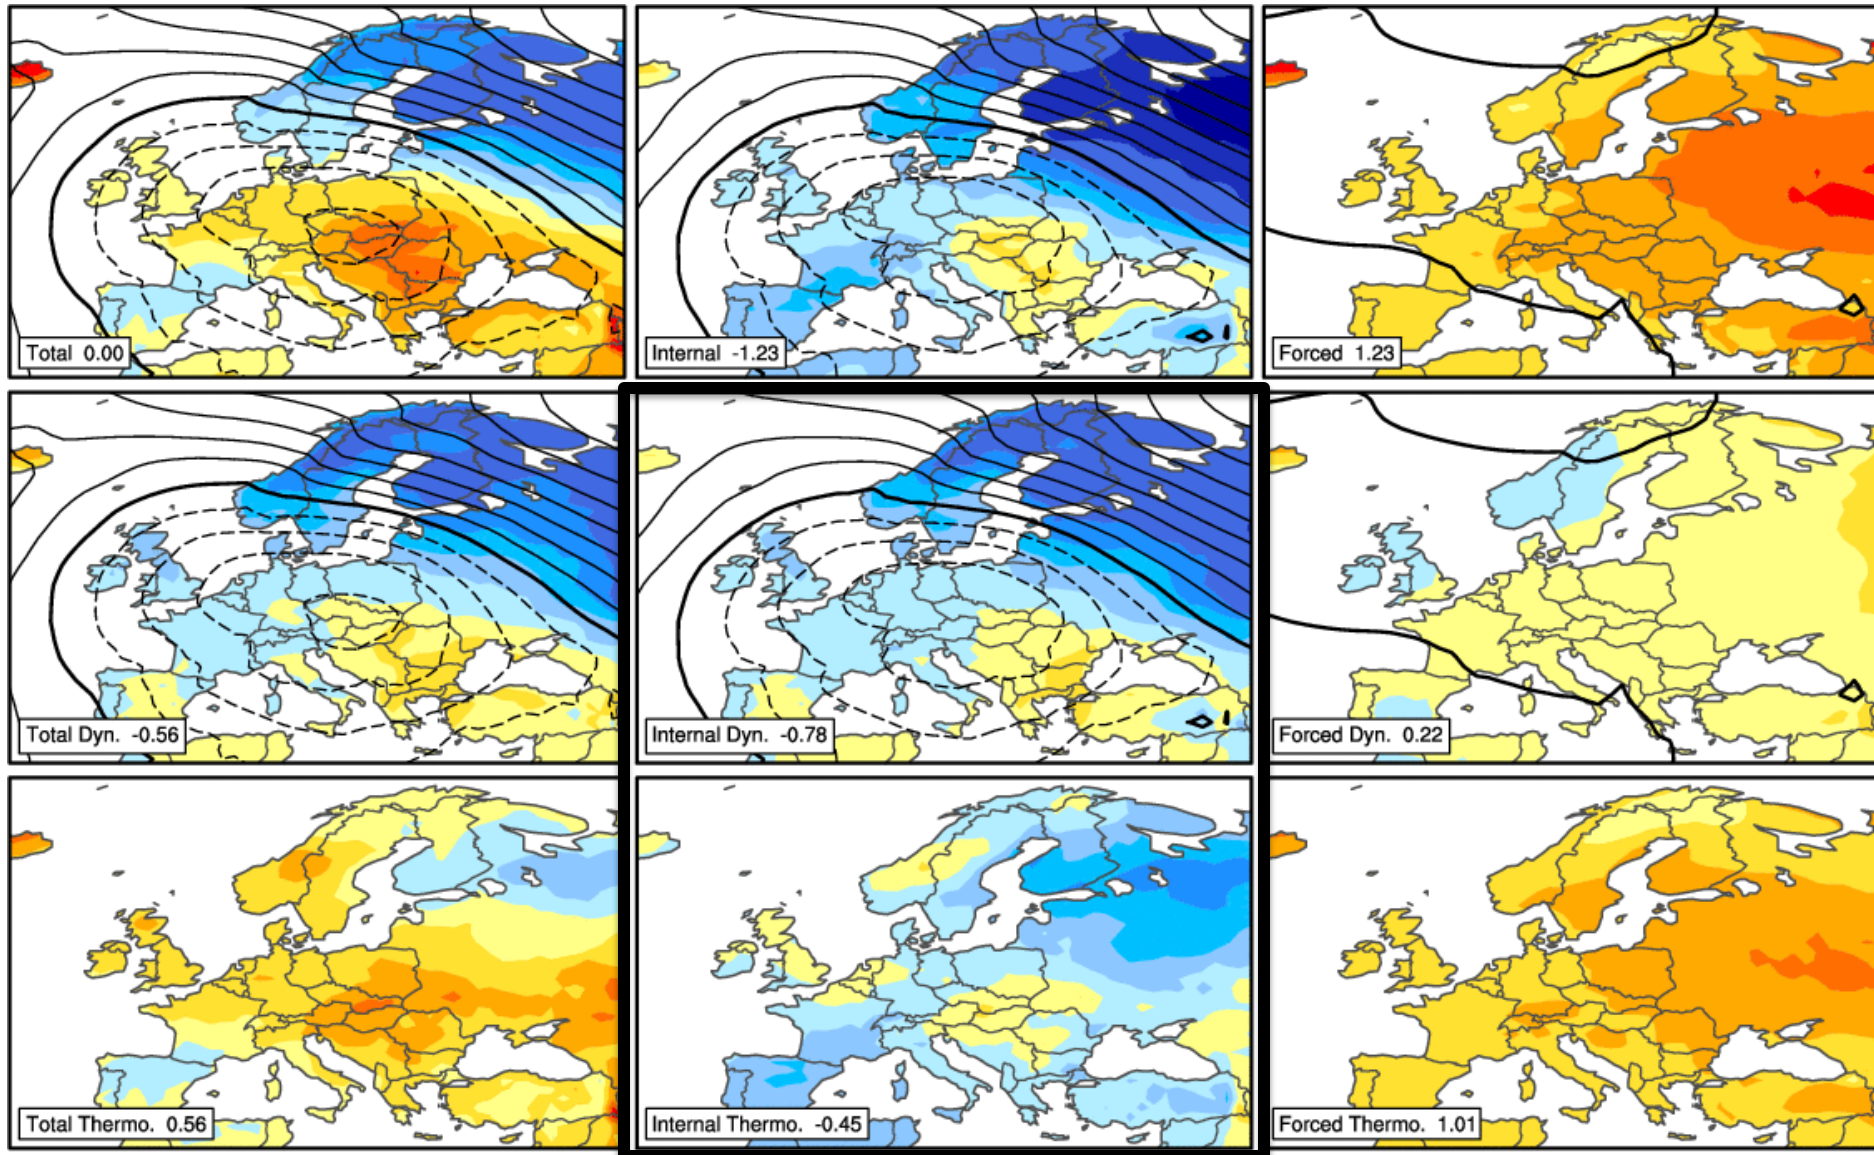 Total 0.00
Internal -1.23
Forced 1.23
Total Dyn. -0.56
Internal Dyn. -0.78
Forced Dyn. 0.22
Total Thermo. 0.56
Internal Thermo. -0.45
Forced Thermo. 1.01